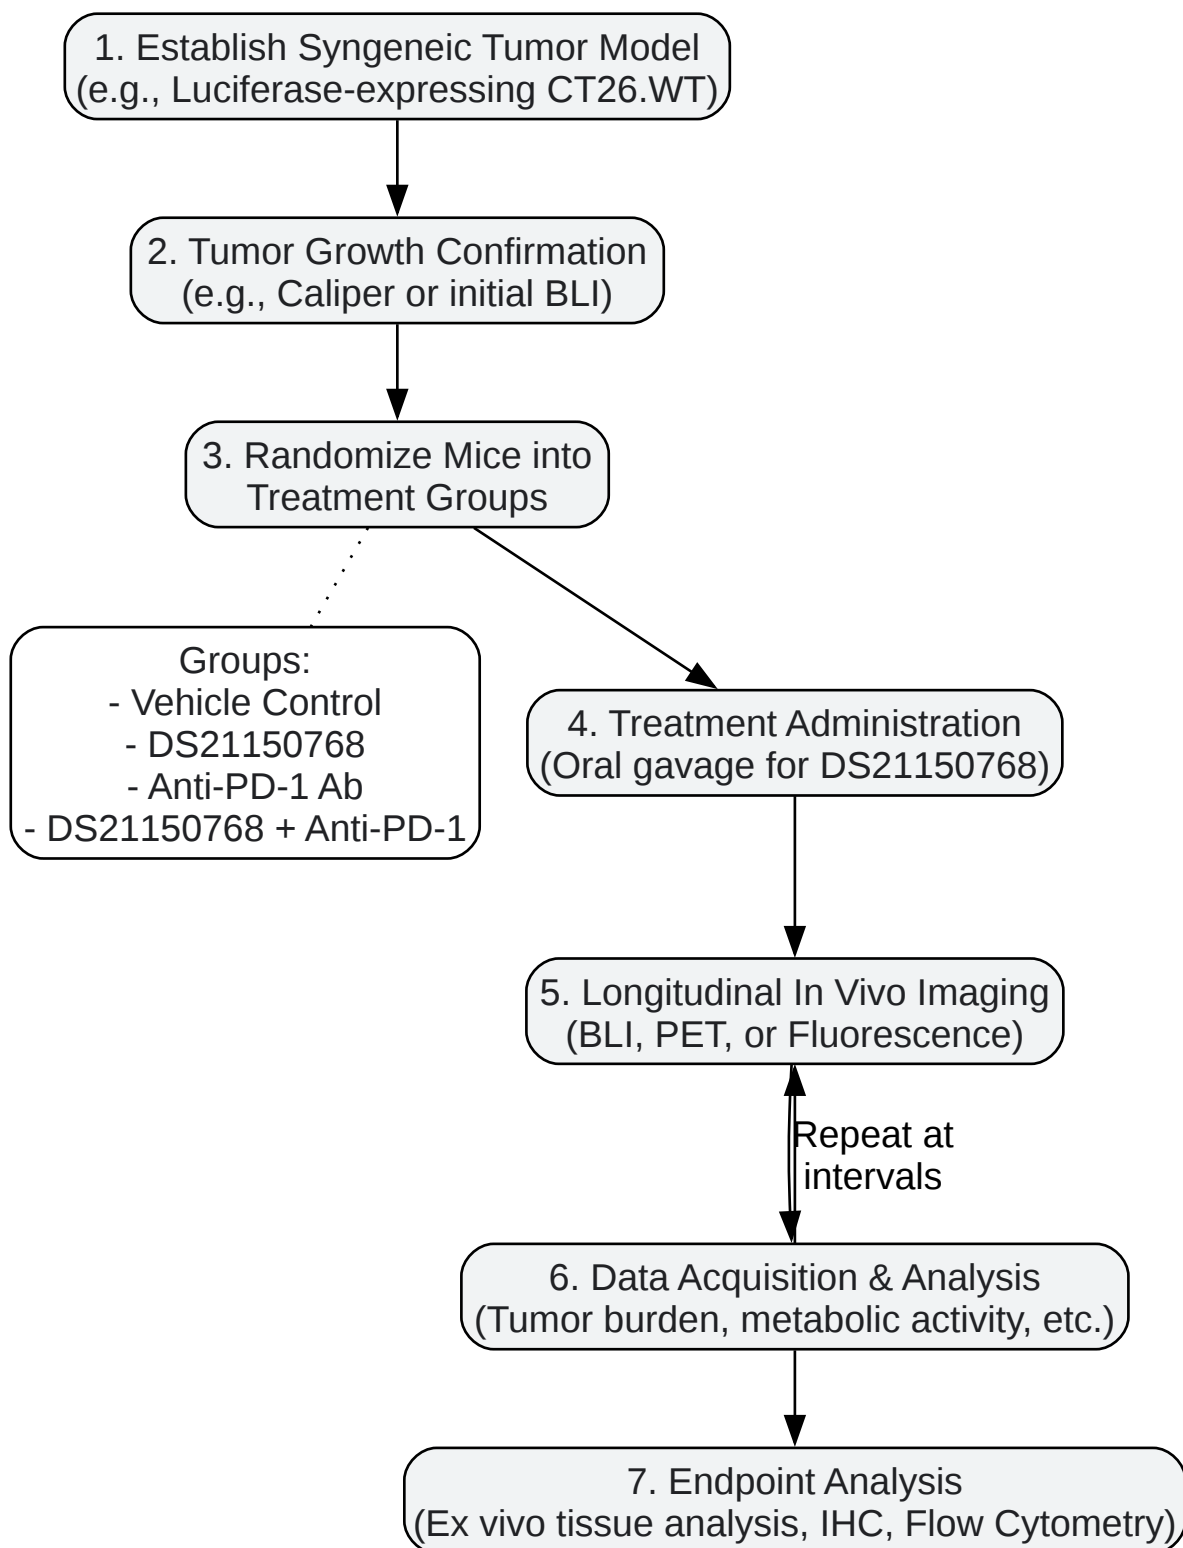 1. Establish Syngeneic Tumor Model
(e.g., Luciferase-expressing CT26.WT)
2. Tumor Growth Confirmation
(e.g., Caliper or initial BLI)
3. Randomize Mice into
Treatment Groups
Groups:
- Vehicle Control
- DS21150768
- Anti-PD-1 Ab
- DS21150768 + Anti-PD-1
4. Treatment Administration
(Oral gavage for DS21150768)
5. Longitudinal In Vivo Imaging
(BLI, PET, or Fluorescence)
Repeat at
intervals
6. Data Acquisition & Analysis
(Tumor burden, metabolic activity, etc.)
7. Endpoint Analysis
(Ex vivo tissue analysis, IHC, Flow Cytometry)